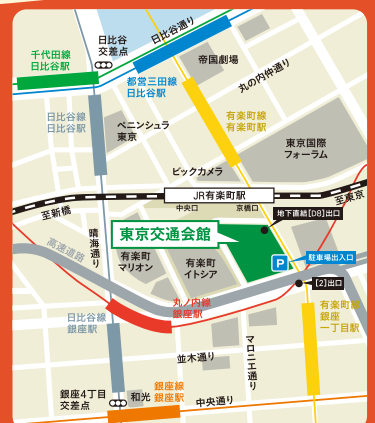 日比谷
交差点
日比谷通り
千代田線
日比谷駅
帝国劇場
都営三田線
日比谷駅
丸の内仲通り
日比谷線
日比谷駅
ペニンシュラ
東京
有楽町線
有楽町駅
東京国際
フォーラム
ビックカメラ
JR有楽町駅
至東京
至新橋
中央口
京橋口
地下直結[D8]出口
東京交通会館
晴海通り
高速道路
有楽町
マリオン
有楽町
イトシア
P
駐車場出入口
[2]出口
丸ノ内線
銀座駅
有楽町線
銀座
一丁目駅
日比谷線
銀座駅
並木通り
マロニエ通り
銀座4丁目
交差点
和光
銀座線
銀座駅
中央通り